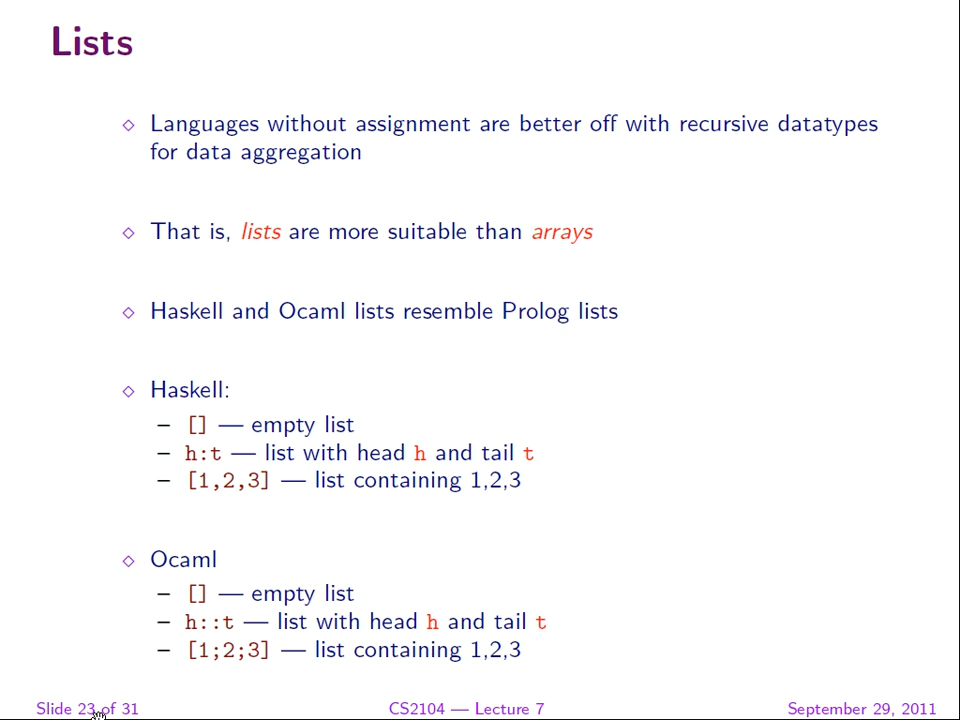 Lists
◇ Languages without assignment are better off with recursive datatypes
for data aggregation
◇ That is, lists are more suitable than arrays
◇ Haskell and Ocaml lists resemble Prolog lists
◇ Haskell:
– [] — empty list
– h:t — list with head h and tail t
– [1,2,3] — list containing 1,2,3
◇ Ocaml
– [] — empty list
– h::t — list with head h and tail t
– [1;2;3] — list containing 1,2,3
Slide 23 of 31 CS2104 — Lecture 7 September 29, 2011